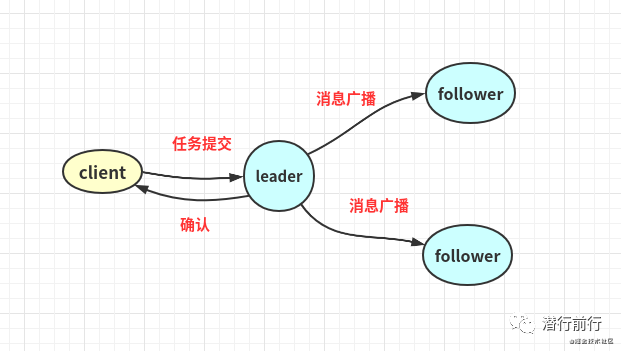 消息广播
follower
任务提交
client
leader
消息广播
确认
follower
潜行前行
@稀土掘金技术社区